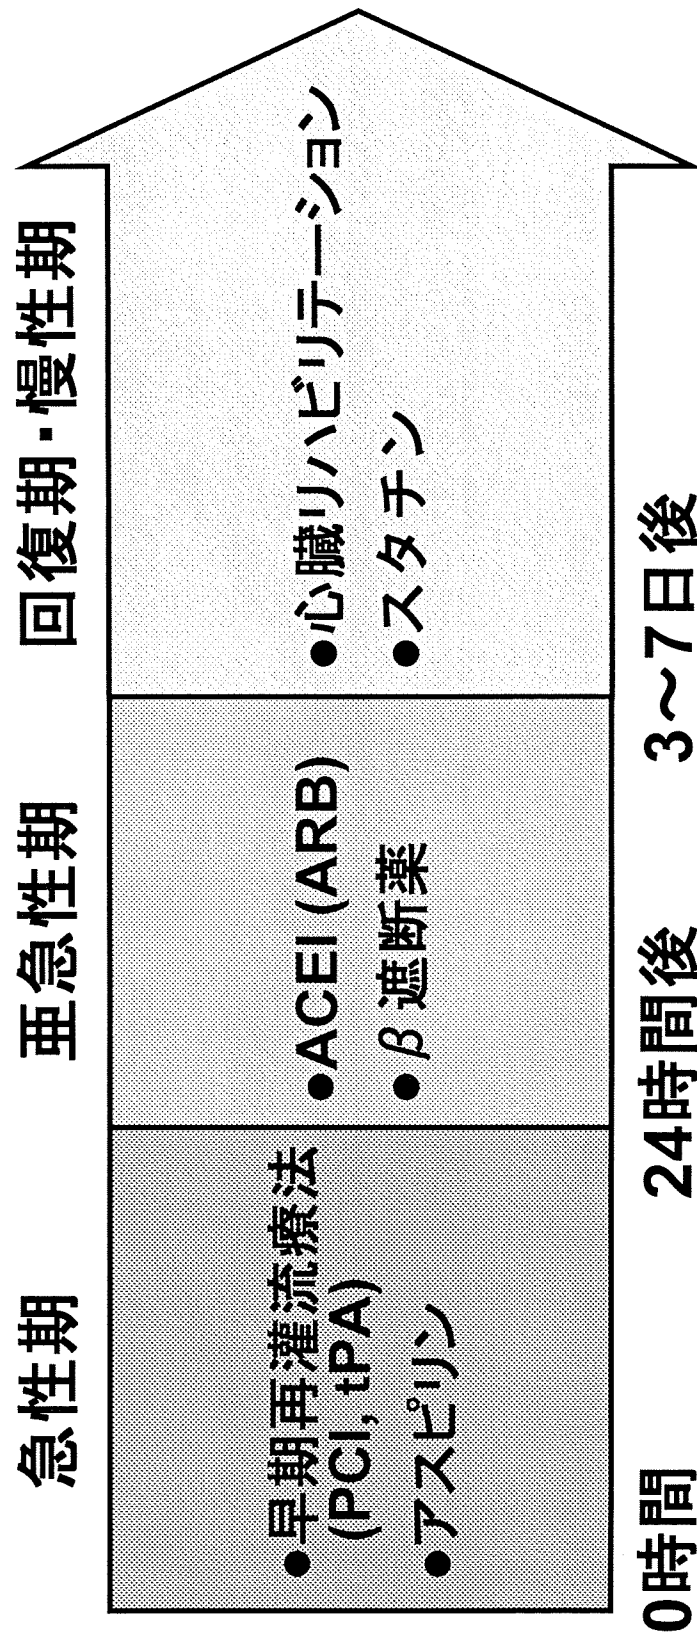 急性期
亜急性期
回復期・慢性期
●早期再灌流療法
(PCI, tPA)
●アスピリン
●ACEI (ARB)
●β遮断薬
●心臓リハビリテーション
●スタチン
0時間
24時間後
3〜7日後